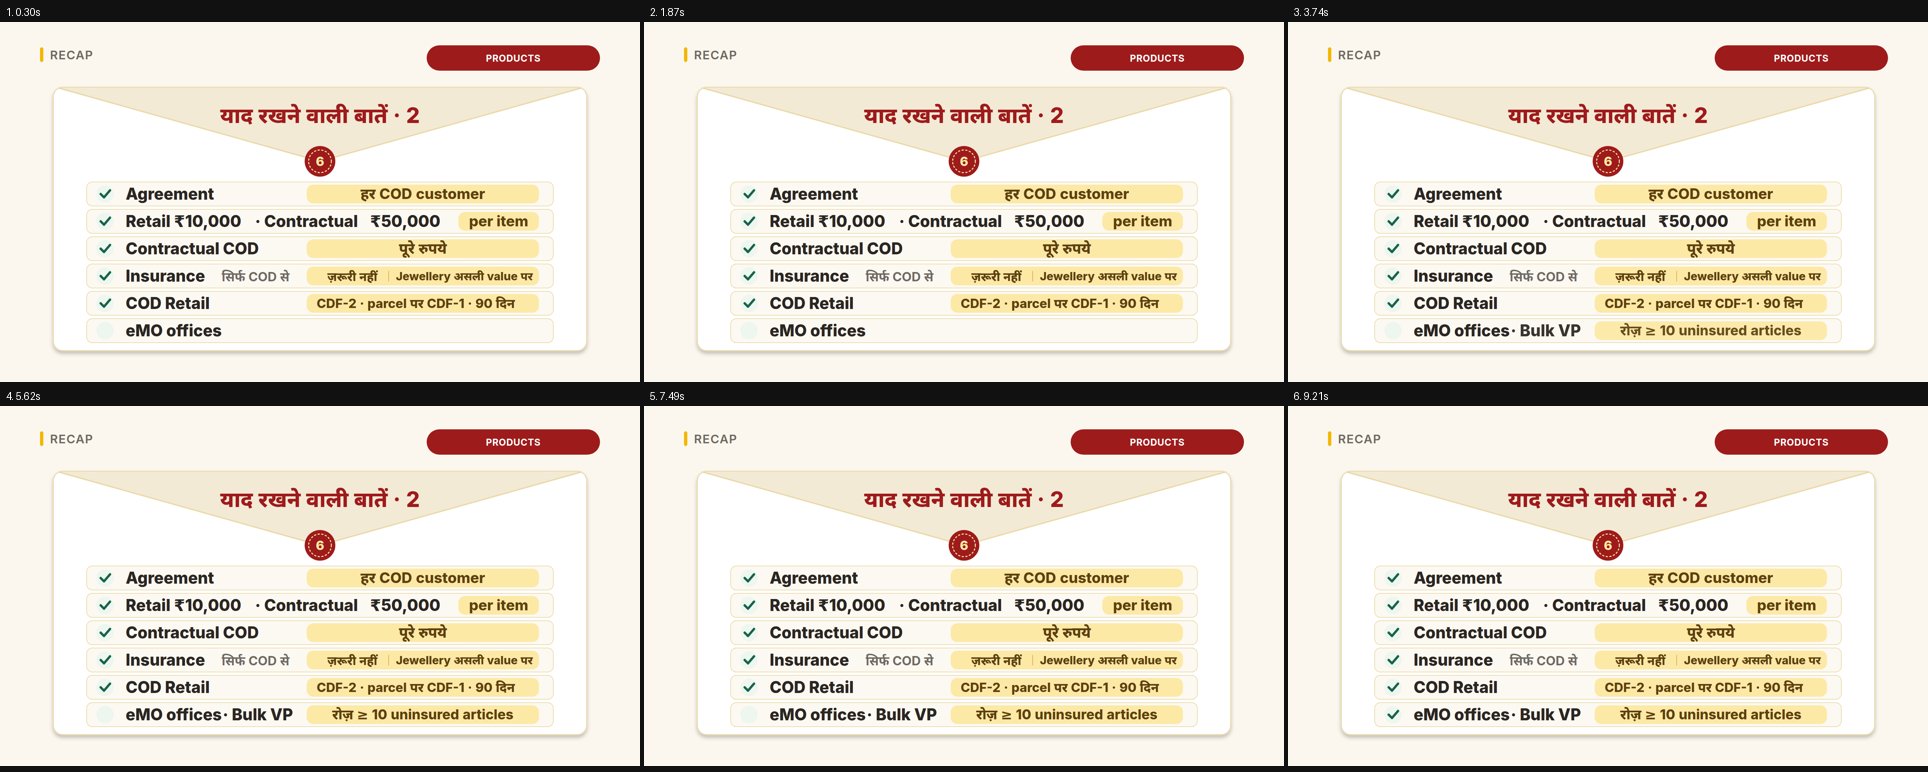 1. 0.30s
RECAP
PRODUCTS
याद रखने वाली बातें · 2
6
Agreement हर COD customer
Retail ₹10,000 · Contractual ₹50,000 per item
Contractual COD पूरे रुपये
Insurance सिर्फ COD से ज़रूरी नहीं Jewellery असली value पर
COD Retail CDF-2 · parcel पर CDF-1 · 90 दिन
eMO offices
2. 1.87s
RECAP
PRODUCTS
याद रखने वाली बातें · 2
6
Agreement हर COD customer
Retail ₹10,000 · Contractual ₹50,000 per item
Contractual COD पूरे रुपये
Insurance सिर्फ COD से ज़रूरी नहीं Jewellery असली value पर
COD Retail CDF-2 · parcel पर CDF-1 · 90 दिन
eMO offices
3. 3.74s
RECAP
PRODUCTS
याद रखने वाली बातें · 2
6
Agreement हर COD customer
Retail ₹10,000 · Contractual ₹50,000 per item
Contractual COD पूरे रुपये
Insurance सिर्फ COD से ज़रूरी नहीं Jewellery असली value पर
COD Retail CDF-2 · parcel पर CDF-1 · 90 दिन
eMO offices · Bulk VP रोज़ ≥ 10 uninsured articles
4. 5.62s
RECAP
PRODUCTS
याद रखने वाली बातें · 2
6
Agreement हर COD customer
Retail ₹10,000 · Contractual ₹50,000 per item
Contractual COD पूरे रुपये
Insurance सिर्फ COD से ज़रूरी नहीं Jewellery असली value पर
COD Retail CDF-2 · parcel पर CDF-1 · 90 दिन
eMO offices · Bulk VP रोज़ ≥ 10 uninsured articles
5. 7.49s
RECAP
PRODUCTS
याद रखने वाली बातें · 2
6
Agreement हर COD customer
Retail ₹10,000 · Contractual ₹50,000 per item
Contractual COD पूरे रुपये
Insurance सिर्फ COD से ज़रूरी नहीं Jewellery असली value पर
COD Retail CDF-2 · parcel पर CDF-1 · 90 दिन
eMO offices · Bulk VP रोज़ ≥ 10 uninsured articles
6. 9.21s
RECAP
PRODUCTS
याद रखने वाली बातें · 2
6
Agreement हर COD customer
Retail ₹10,000 · Contractual ₹50,000 per item
Contractual COD पूरे रुपये
Insurance सिर्फ COD से ज़रूरी नहीं Jewellery असली value पर
COD Retail CDF-2 · parcel पर CDF-1 · 90 दिन
eMO offices · Bulk VP रोज़ ≥ 10 uninsured articles